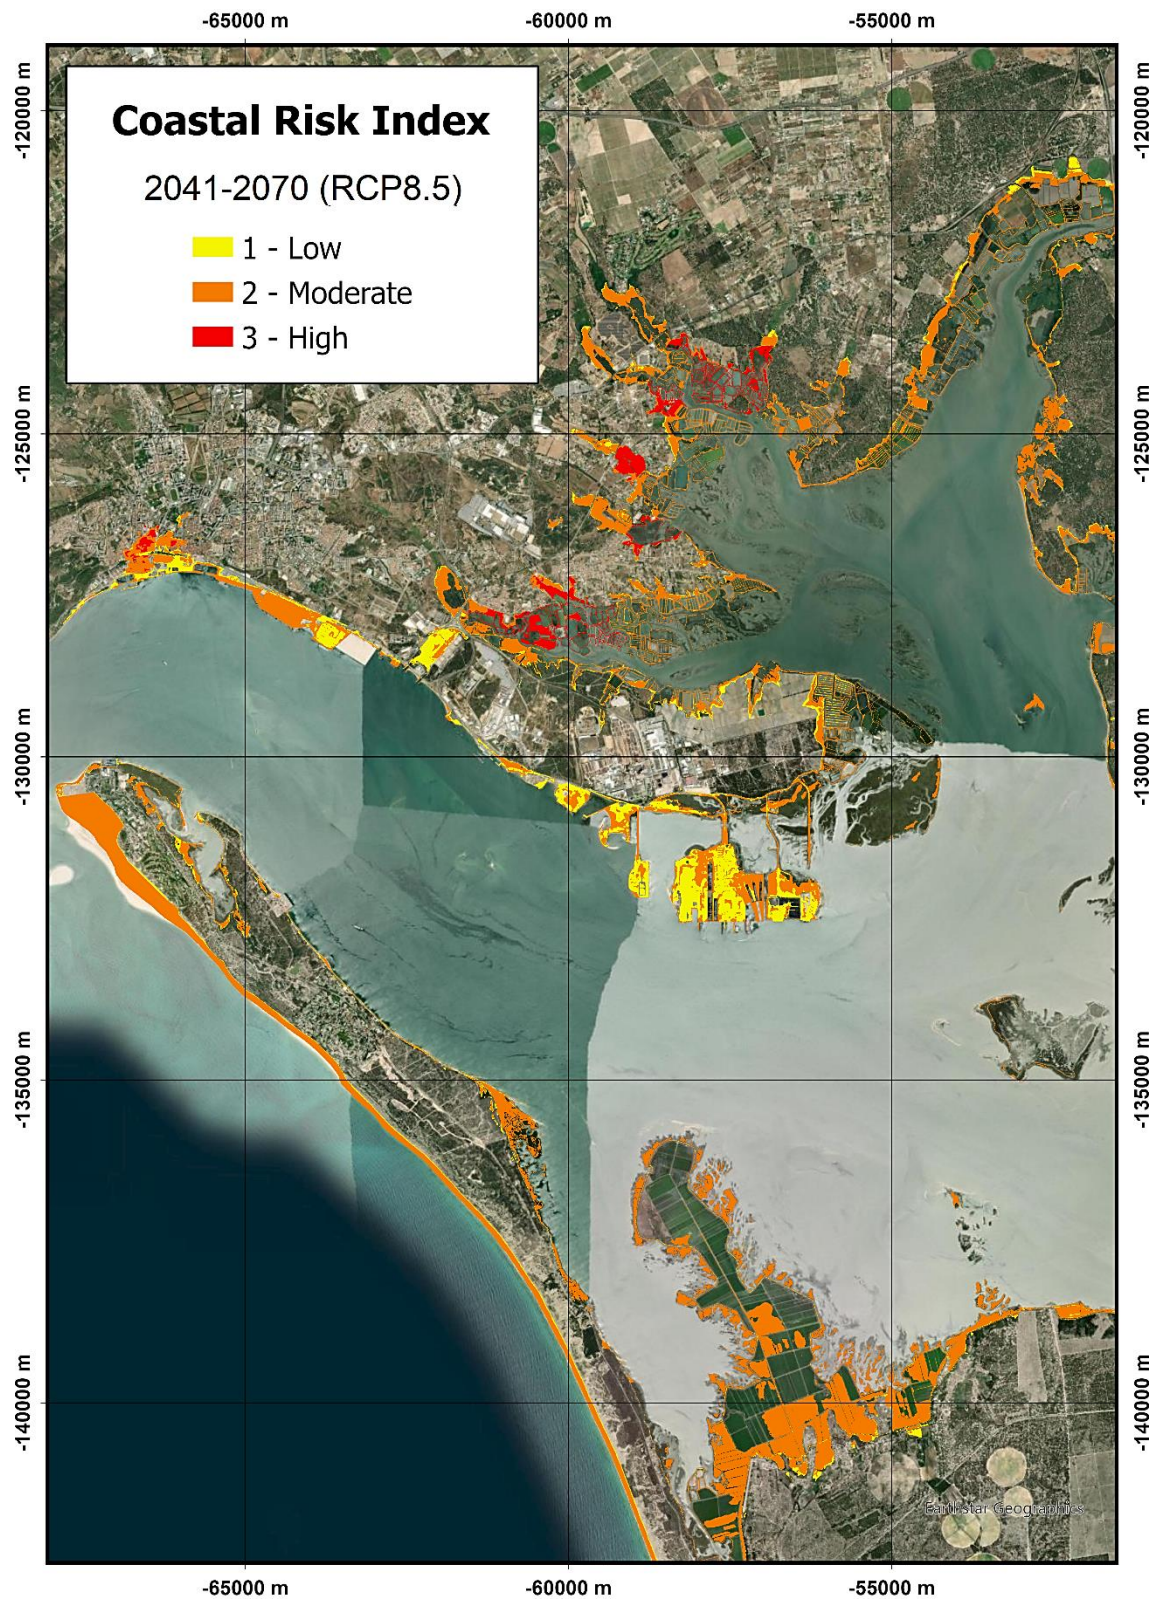 -65000 m
-60000 m
-55000 m
-120000 m
-120000 m
Coastal Risk Index
2041-2070 (RCP8.5)
1 - Low
2 - Moderate
3 - High
-125000 m
-125000 m
-130000 m
-130000 m
-135000 m
-135000 m
-140000 m
-140000 m
Earthstar Geographics
-65000 m
-60000 m
-55000 m